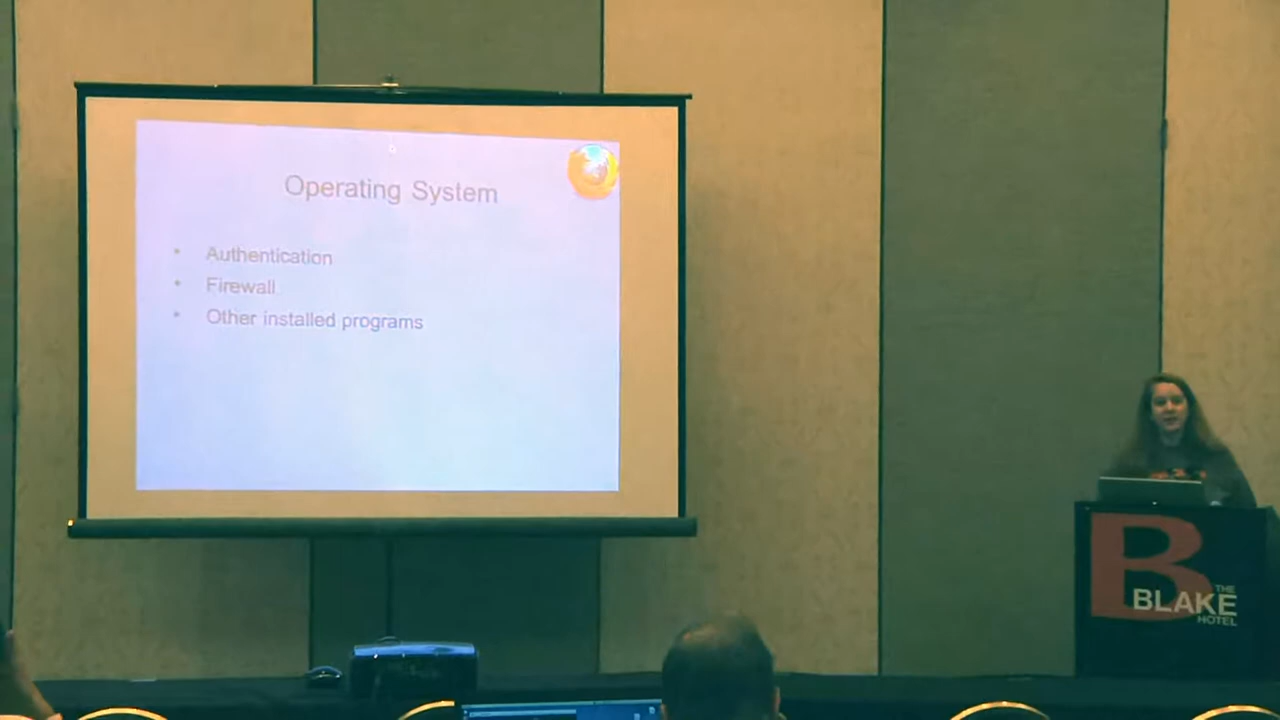 Operating System
• Authentication
• Firewall
• Other installed programs
B
THE
BLAKE
HOTEL